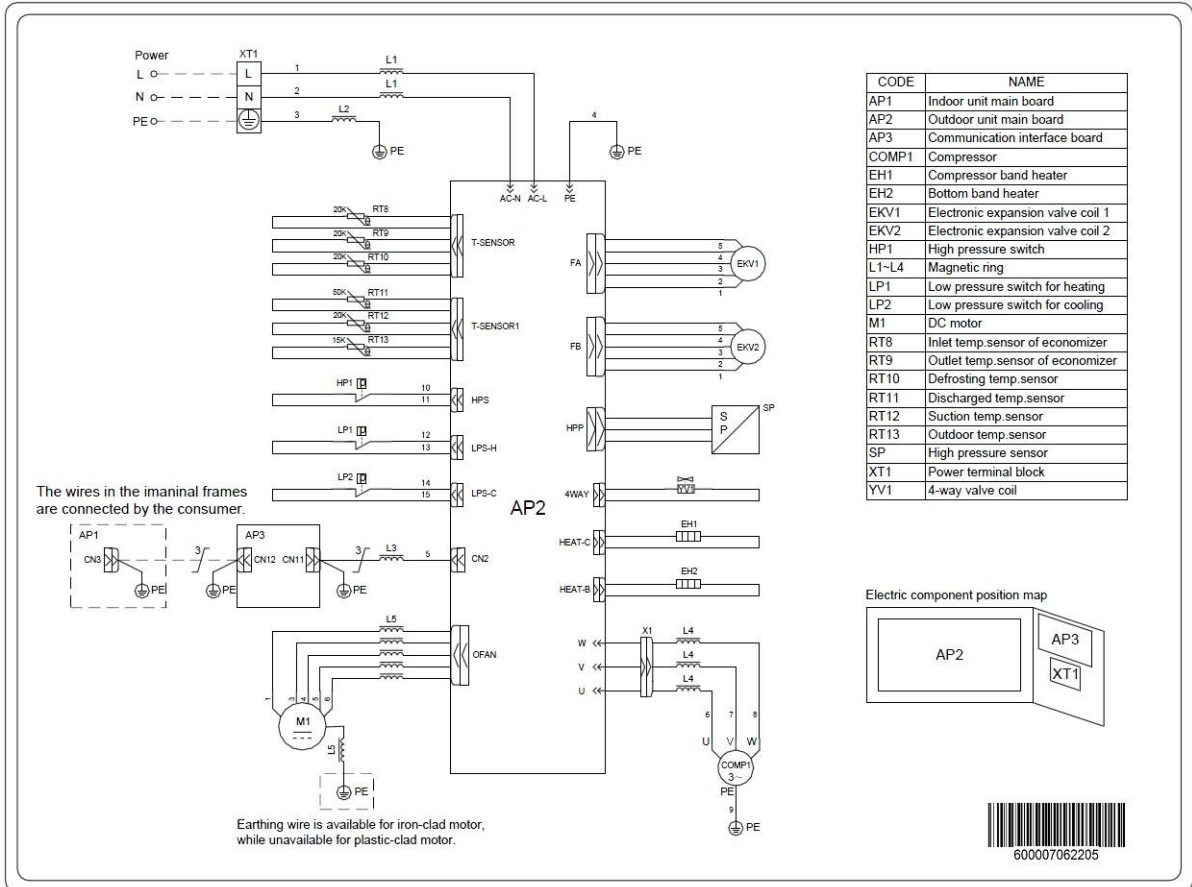 Power
XT1
L
L
1
L1
N
N
2
L1
PE
3
L2
PE
4
PE
AC-N
AC-L
PE
20K
RT8
20K
RT9
T-SENSOR
20K
RT10
50K
RT11
20K
RT12
T-SENSOR1
15K
RT13
HP1
P
10
11
HPS
LP1
P
12
13
LPS-H
LP2
P
14
15
LPS-C
AP2
FA
5
4
3
2
1
EKV1
FB
5
4
3
2
1
EKV2
HPP
S
P
SP
4WAY
YV1
HEAT-C
EH1
HEAT-B
EH2
The wires in the imaninal frames
are connected by the consumer.
AP1
CN3
PE
3
PE
AP3
CN12
CN11
PE
3
L3
5
CN2
L5
OFAN
1
3
4
5
6
M1
L5
PE
Earthing wire is available for iron-clad motor,
while unavailable for plastic-clad motor.
W
V
U
X1
L4
L4
L4
6
7
8
U
V
W
COMP1
3～
PE
9
PE
CODE NAME
AP1 Indoor unit main board
AP2 Outdoor unit main board
AP3 Communication interface board
COMP1 Compressor
EH1 Compressor band heater
EH2 Bottom band heater
EKV1 Electronic expansion valve coil 1
EKV2 Electronic expansion valve coil 2
HP1 High pressure switch
L1~L4 Magnetic ring
LP1 Low pressure switch for heating
LP2 Low pressure switch for cooling
M1 DC motor
RT8 Inlet temp.sensor of economizer
RT9 Outlet temp.sensor of economizer
RT10 Defrosting temp.sensor
RT11 Discharged temp.sensor
RT12 Suction temp.sensor
RT13 Outdoor temp.sensor
SP High pressure sensor
XT1 Power terminal block
YV1 4-way valve coil
Electric component position map
AP2
AP3
XT1
600007062205